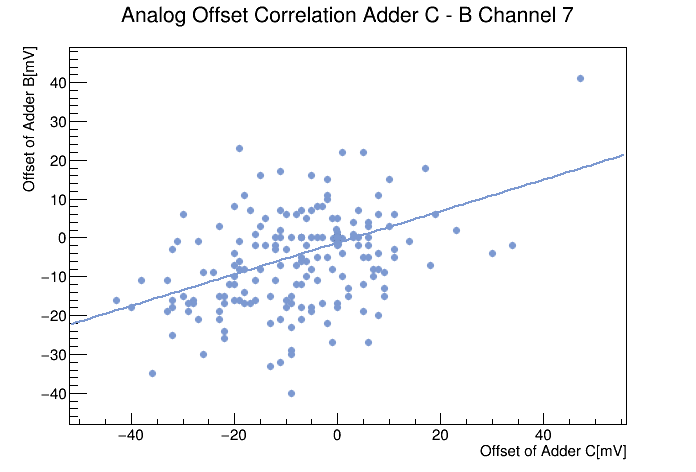 Analog Offset Correlation Adder C - B Channel 7
Offset of Adder B[mV]
40
30
20
10
0
−10
−20
−30
−40
−40 −20 0 20 40
Offset of Adder C[mV]